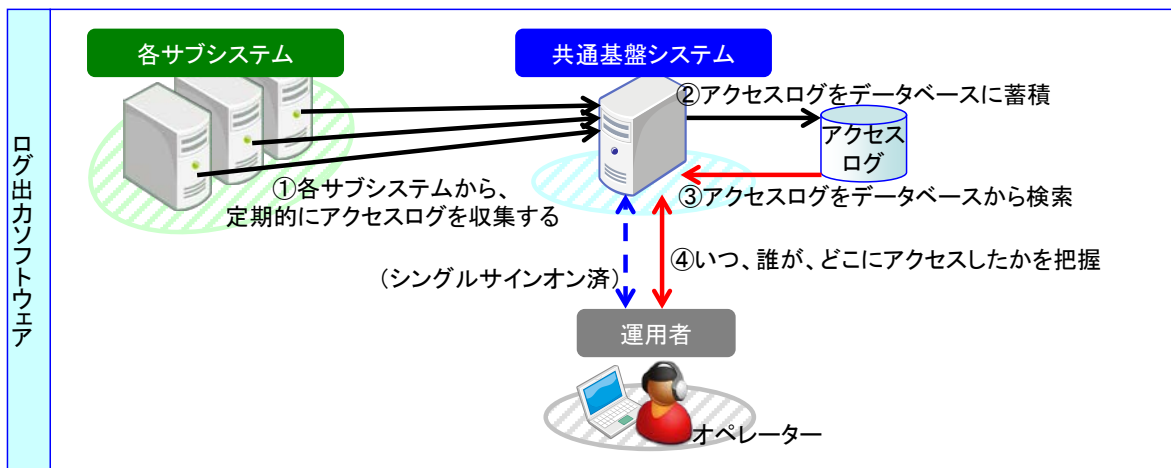 ログ出力ソフトウェア
各サブシステム
共通基盤システム
②アクセスログをデータベースに蓄積
アクセス
ログ
①各サブシステムから、
定期的にアクセスログを収集する
③アクセスログをデータベースから検索
④いつ、誰が、どこにアクセスしたかを把握
（シングルサインオン済）
運用者
オペレーター